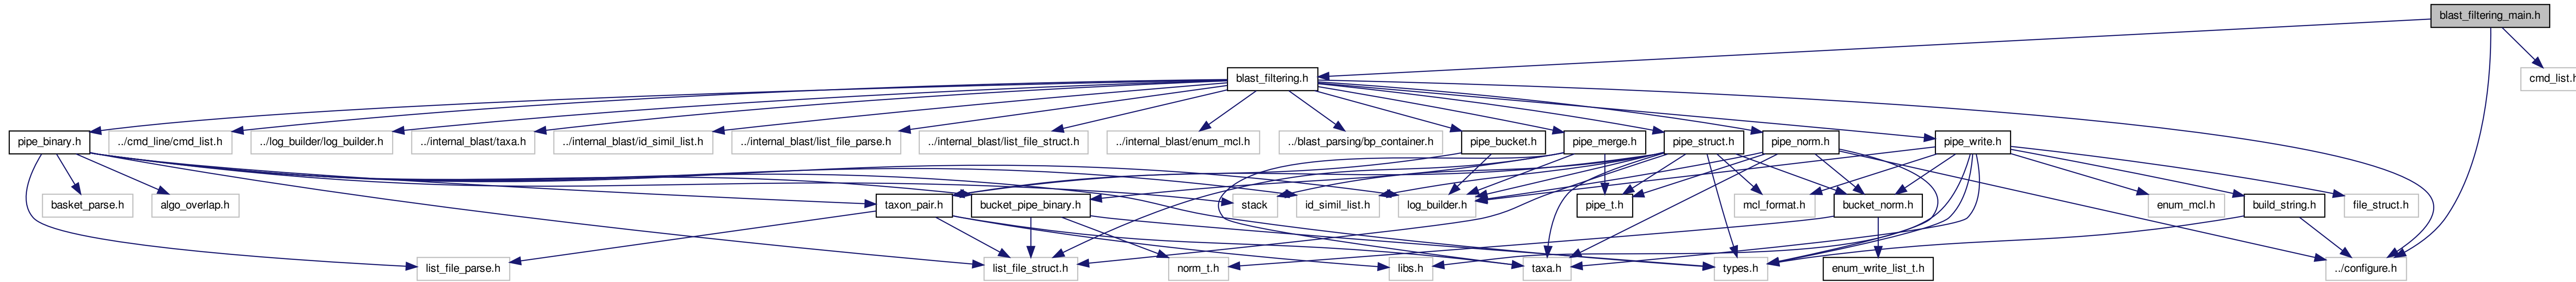 blast_filtering_main.h
blast_filtering.h
cmd_list.h
pipe_binary.h
../cmd_line/cmd_list.h
../log_builder/log_builder.h
../internal_blast/taxa.h
../internal_blast/id_simil_list.h
../internal_blast/list_file_parse.h
../internal_blast/list_file_struct.h
../internal_blast/enum_mcl.h
../blast_parsing/bp_container.h
pipe_bucket.h
pipe_merge.h
pipe_struct.h
pipe_norm.h
pipe_write.h
basket_parse.h
algo_overlap.h
taxon_pair.h
bucket_pipe_binary.h
stack
id_simil_list.h
log_builder.h
pipe_t.h
mcl_format.h
bucket_norm.h
enum_mcl.h
build_string.h
file_struct.h
list_file_parse.h
list_file_struct.h
norm_t.h
libs.h
taxa.h
types.h
enum_write_list_t.h
../configure.h